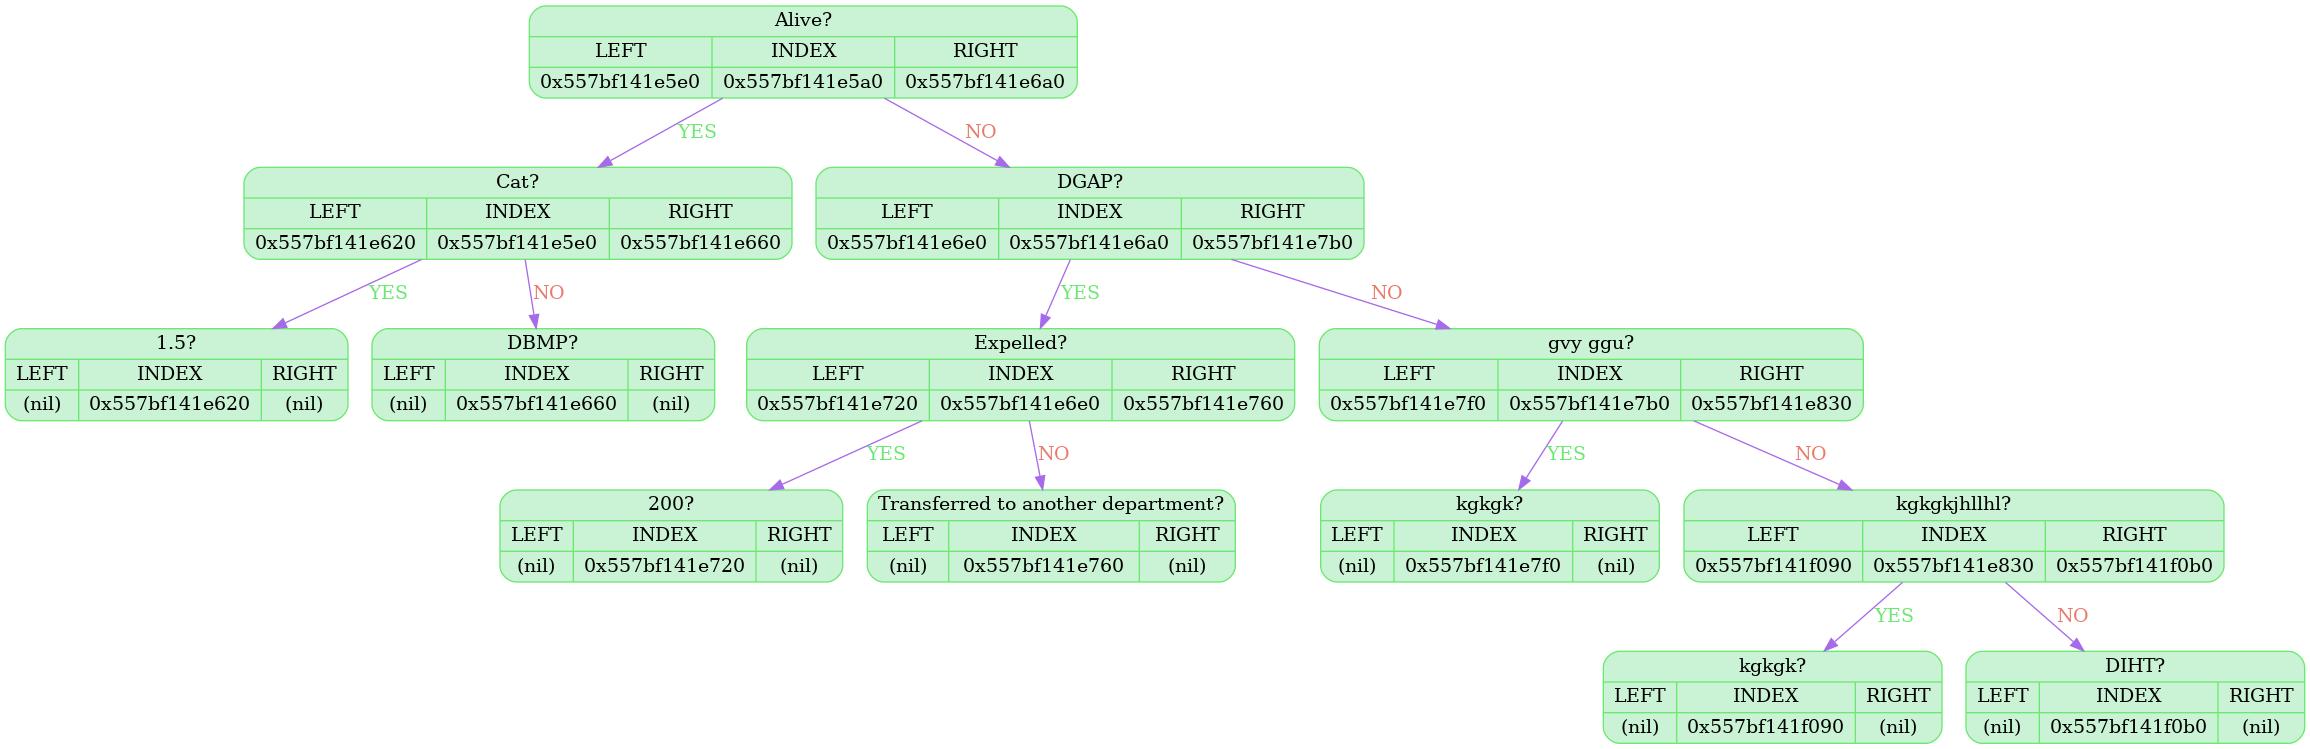 Alive?
LEFT INDEX RIGHT
0x557bf141e5e0 0x557bf141e5a0 0x557bf141e6a0
YES NO
Cat?
LEFT INDEX RIGHT
0x557bf141e620 0x557bf141e5e0 0x557bf141e660
DGAP?
LEFT INDEX RIGHT
0x557bf141e6e0 0x557bf141e6a0 0x557bf141e7b0
YES NO YES NO
1.5?
LEFT INDEX RIGHT
(nil) 0x557bf141e620 (nil)
DBMP?
LEFT INDEX RIGHT
(nil) 0x557bf141e660 (nil)
Expelled?
LEFT INDEX RIGHT
0x557bf141e720 0x557bf141e6e0 0x557bf141e760
gvy ggu?
LEFT INDEX RIGHT
0x557bf141e7f0 0x557bf141e7b0 0x557bf141e830
YES NO YES NO
200?
LEFT INDEX RIGHT
(nil) 0x557bf141e720 (nil)
Transferred to another department?
LEFT INDEX RIGHT
(nil) 0x557bf141e760 (nil)
kgkgk?
LEFT INDEX RIGHT
(nil) 0x557bf141e7f0 (nil)
kgkgkjhllhl?
LEFT INDEX RIGHT
0x557bf141f090 0x557bf141e830 0x557bf141f0b0
YES NO
kgkgk?
LEFT INDEX RIGHT
(nil) 0x557bf141f090 (nil)
DIHT?
LEFT INDEX RIGHT
(nil) 0x557bf141f0b0 (nil)